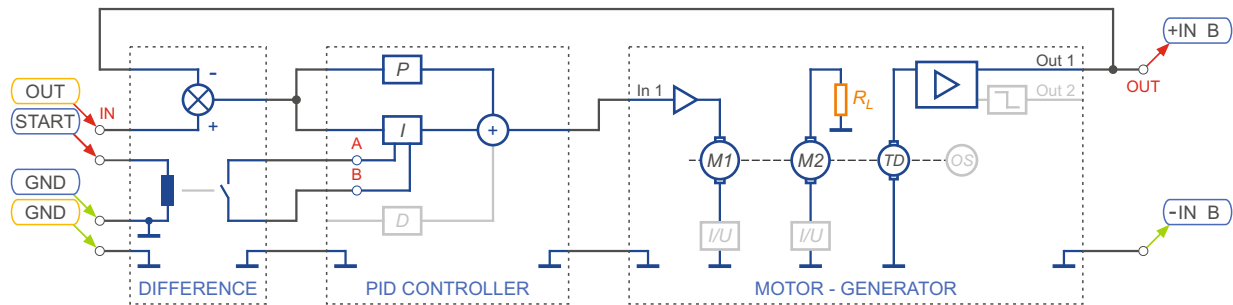 +IN B
Out 1
OUT
P
-
OUT
IN
START
+
In 1
R_L
Out 2
I
+
A
M1
M2
TD
OS
B
GND
GND
D
I/U
I/U
-IN B
DIFFERENCE
PID CONTROLLER
MOTOR - GENERATOR